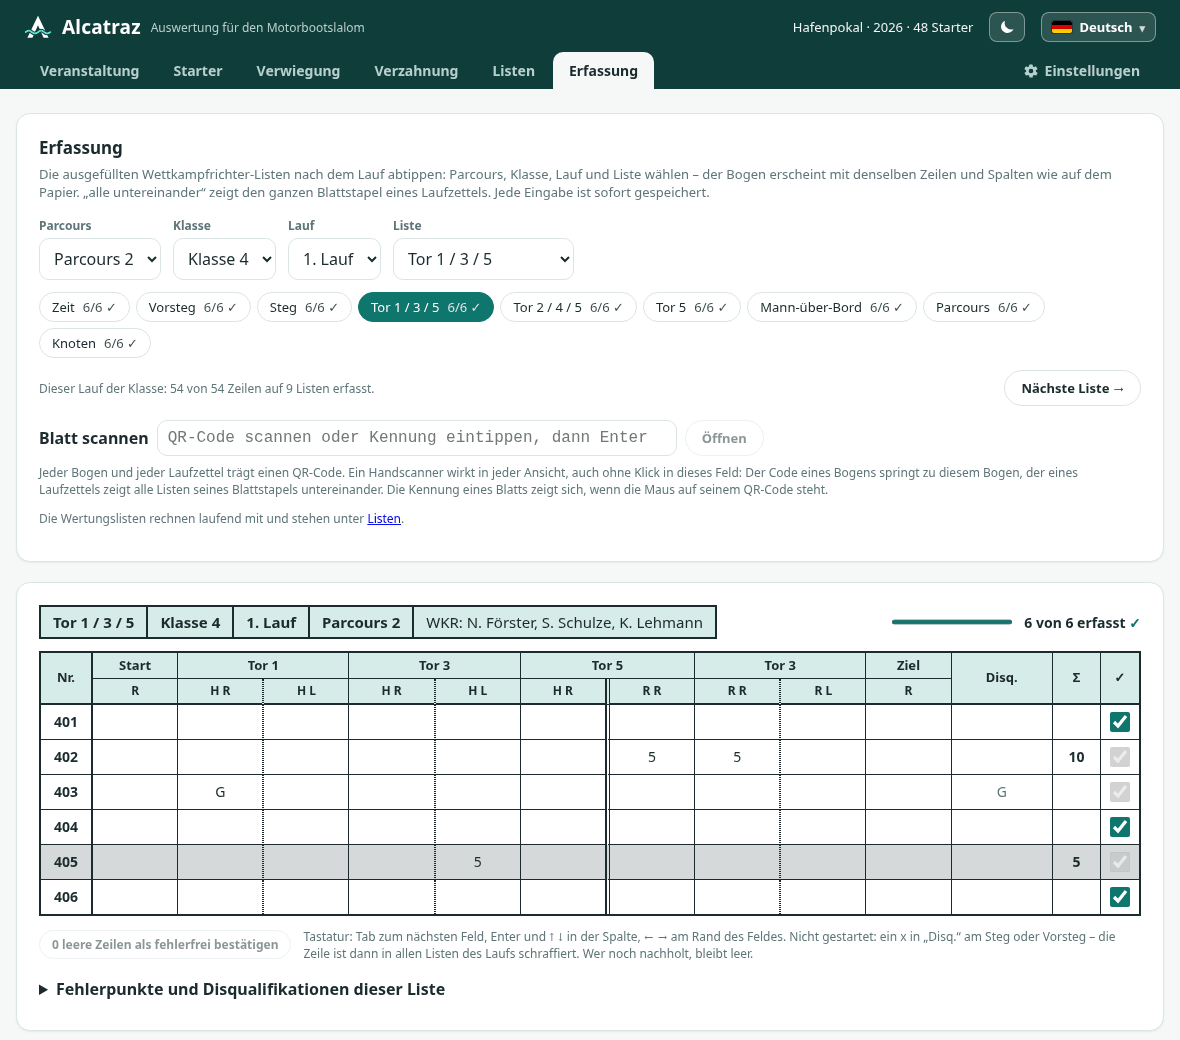 Alcatraz Auswertung für den Motorbootslalom
Hafenpokal · 2026 · 48 Starter
Deutsch ▾
Veranstaltung Starter Verwiegung Verzahnung Listen Erfassung Einstellungen
Erfassung
Die ausgefüllten Wettkampfrichter-Listen nach dem Lauf abtippen: Parcours, Klasse, Lauf und Liste wählen – der Bogen erscheint mit denselben Zeilen und Spalten wie auf dem
Papier. „alle untereinander“ zeigt den ganzen Blattstapel eines Laufzettels. Jede Eingabe ist sofort gespeichert.
Parcours Klasse Lauf Liste
Parcours 2 Klasse 4 1. Lauf Tor 1 / 3 / 5
Zeit 6/6 ✓ Vorsteg 6/6 ✓ Steg 6/6 ✓ Tor 1 / 3 / 5 6/6 ✓ Tor 2 / 4 / 5 6/6 ✓ Tor 5 6/6 ✓ Mann-über-Bord 6/6 ✓ Parcours 6/6 ✓
Knoten 6/6 ✓
Dieser Lauf der Klasse: 54 von 54 Zeilen auf 9 Listen erfasst.
Nächste Liste →
Blatt scannen QR-Code scannen oder Kennung eintippen, dann Enter Öffnen
Jeder Bogen und jeder Laufzettel trägt einen QR-Code. Ein Handscanner wirkt in jeder Ansicht, auch ohne Klick in dieses Feld: Der Code eines Bogens springt zu diesem Bogen, der eines
Laufzettels zeigt alle Listen seines Blattstapels untereinander. Die Kennung eines Blatts zeigt sich, wenn die Maus auf seinem QR-Code steht.
Die Wertungslisten rechnen laufend mit und stehen unter Listen.
Tor 1 / 3 / 5 Klasse 4 1. Lauf Parcours 2 WKR: N. Förster, S. Schulze, K. Lehmann
6 von 6 erfasst ✓
Nr. Start Tor 1 Tor 3 Tor 5 Tor 3 Ziel Disq. Σ ✓
R H R H L H R H L H R R R R R R L R
401
402 5 5 10
403 G G
404
405 5 5
406
0 leere Zeilen als fehlerfrei bestätigen
Tastatur: Tab zum nächsten Feld, Enter und ↑ ↓ in der Spalte, ← → am Rand des Feldes. Nicht gestartet: ein x in „Disq.“ am Steg oder Vorsteg – die
Zeile ist dann in allen Listen des Laufs schraffiert. Wer noch nachholt, bleibt leer.
Fehlerpunkte und Disqualifikationen dieser Liste